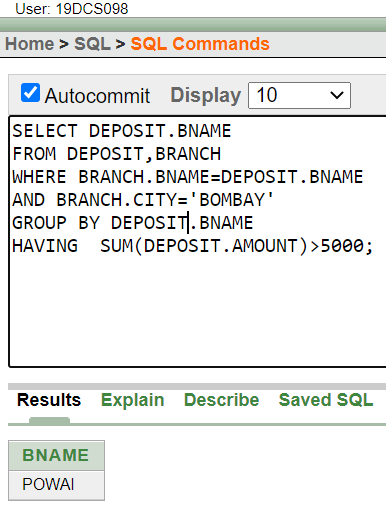 User: 19DCS098
Home > SQL > SQL Commands
Autocommit Display 10
SELECT DEPOSIT.BNAME
FROM DEPOSIT,BRANCH
WHERE BRANCH.BNAME=DEPOSIT.BNAME
AND BRANCH.CITY='BOMBAY'
GROUP BY DEPOSIT.BNAME
HAVING  SUM(DEPOSIT.AMOUNT)>5000;
Results Explain Describe Saved SQL
BNAME
POWAI